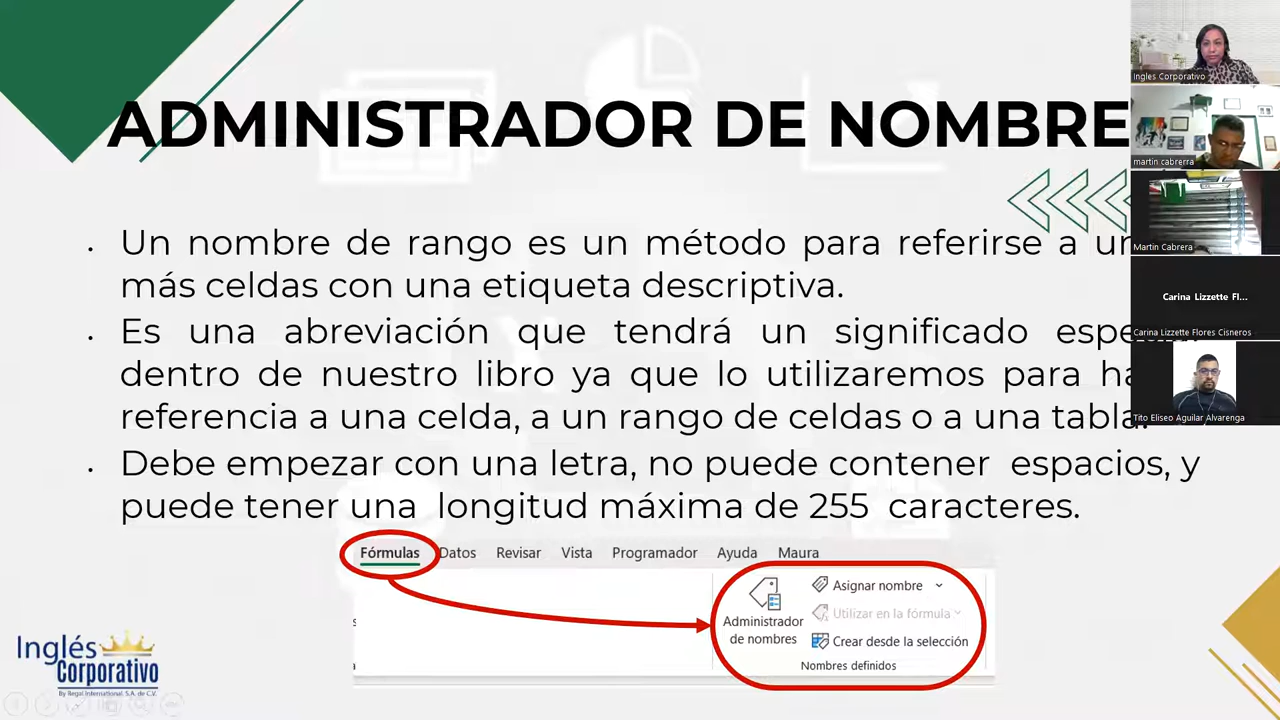 ADMINISTRADOR DE NOMBRE
Un nombre de rango es un método para referirse a
más celdas con una etiqueta descriptiva.
Es una abreviación que tendrá un significado
dentro de nuestro libro ya que lo utilizaremos para
referencia a una celda, a un rango de celdas o a una tabla.
Debe empezar con una letra, no puede contener espacios, y
puede tener una longitud máxima de 255 caracteres.
Fórmulas Datos Revisar Vista Programador Ayuda Maura
Administrador
de nombres
Asignar nombre
Utilizar en la fórmula
Crear desde la selección
Nombres definidos
Inglés
Corporativo
By Regal International, S.A. de C.V.
Ingles Corporativo
martin cabrerra
Martin Cabrera
Carina Lizzette Fl...
Carina Lizzette Flores Cisneros
Tito Eliseo Aguilar Alvarenga